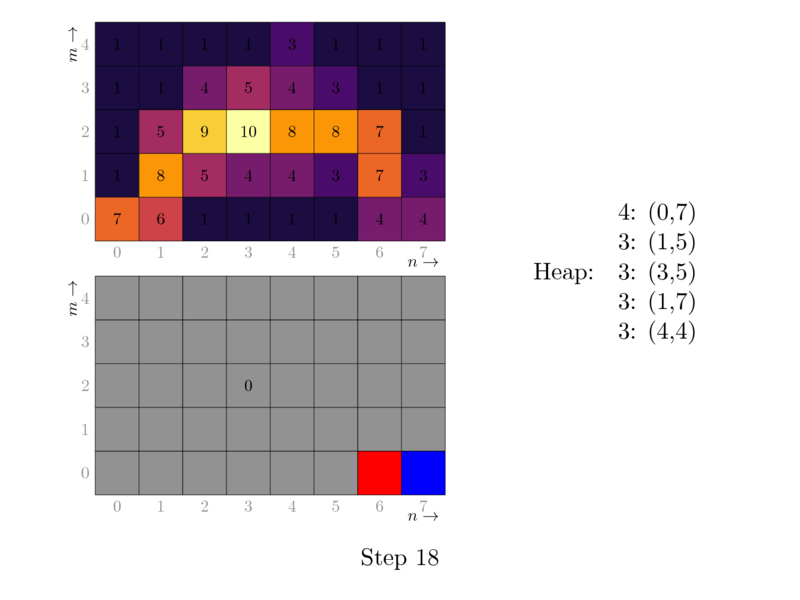 m →
4 1 1 1 1 3 1 1 1
3 1 1 4 5 4 3 1 1
2 1 5 9 10 8 8 7 1
1 1 8 5 4 4 3 7 3
0 7 6 1 1 1 1 4 4
0 1 2 3 4 5 6 7
n →
m →
4
3
2 0
1
0
0 1 2 3 4 5 6 7
n →
4: (0,7)
3: (1,5)
Heap: 3: (3,5)
3: (1,7)
3: (4,4)
Step 18